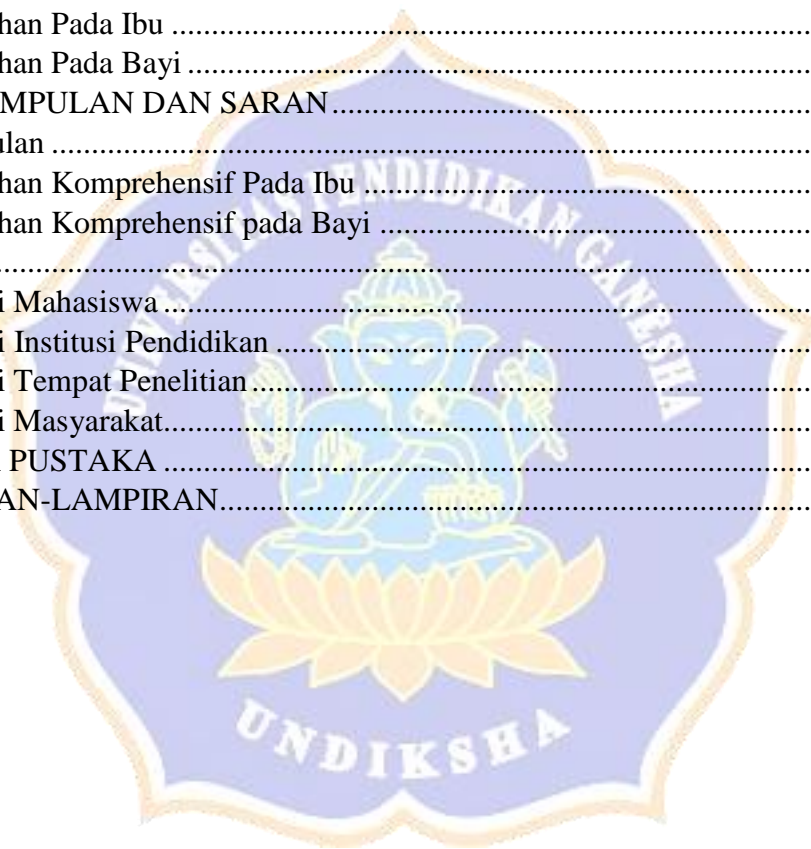 han Pada Ibu ....................................................................................
han Pada Bayi ..................................................................................
MPULAN DAN SARAN...............................................................
ulan ...................................................................................................
han Komprehensif Pada Ibu ..........................................................
han Komprehensif pada Bayi ........................................................
.........................................................................................................
i Mahasiswa .....................................................................................
i Institusi Pendidikan ......................................................................
i Tempat Penelitian..........................................................................
i Masyarakat.....................................................................................
PUSTAKA .....................................................................................
AN-LAMPIRAN.............................................................................
UNIVERSITAS PENDIDIKAN GANESHA
UNDIKSHA